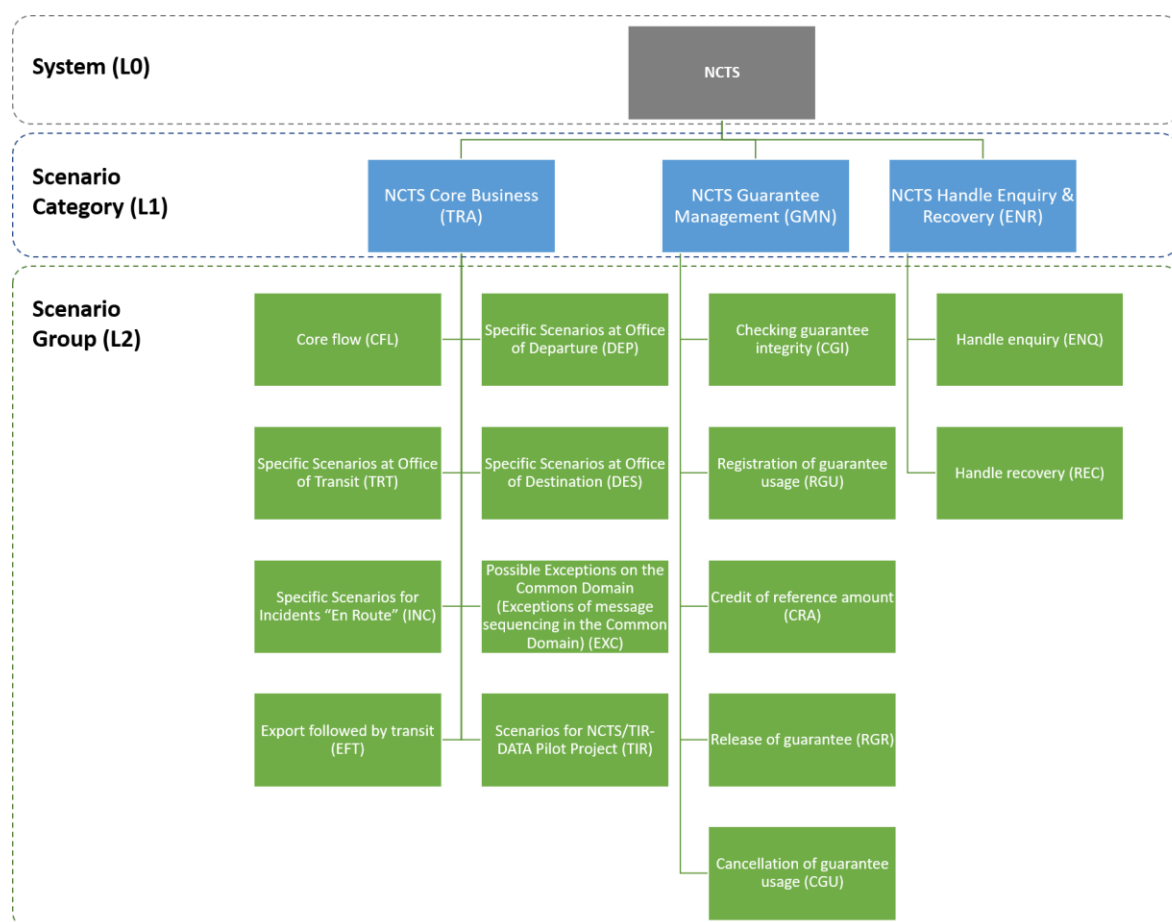 System (L0)
NCTS
Scenario
Category (L1)
NCTS Core Business
(TRA)
NCTS Guarantee
Management (GMN)
NCTS Handle Enquiry &
Recovery (ENR)
Scenario
Group (L2)
Core flow (CFL)
Specific Scenarios at Office
of Departure (DEP)
Checking guarantee
integrity (CGI)
Handle enquiry (ENQ)
Specific Scenarios at Office
of Transit (TRT)
Specific Scenarios at Office
of Destination (DES)
Registration of guarantee
usage (RGU)
Handle recovery (REC)
Specific Scenarios for
Incidents “En Route” (INC)
Possible Exceptions on the
Common Domain
(Exceptions of message
sequencing in the Common
Domain) (EXC)
Credit of reference amount
(CRA)
Export followed by transit
(EFT)
Scenarios for NCTS/TIR-
DATA Pilot Project (TIR)
Release of guarantee (RGR)
Cancellation of guarantee
usage (CGU)